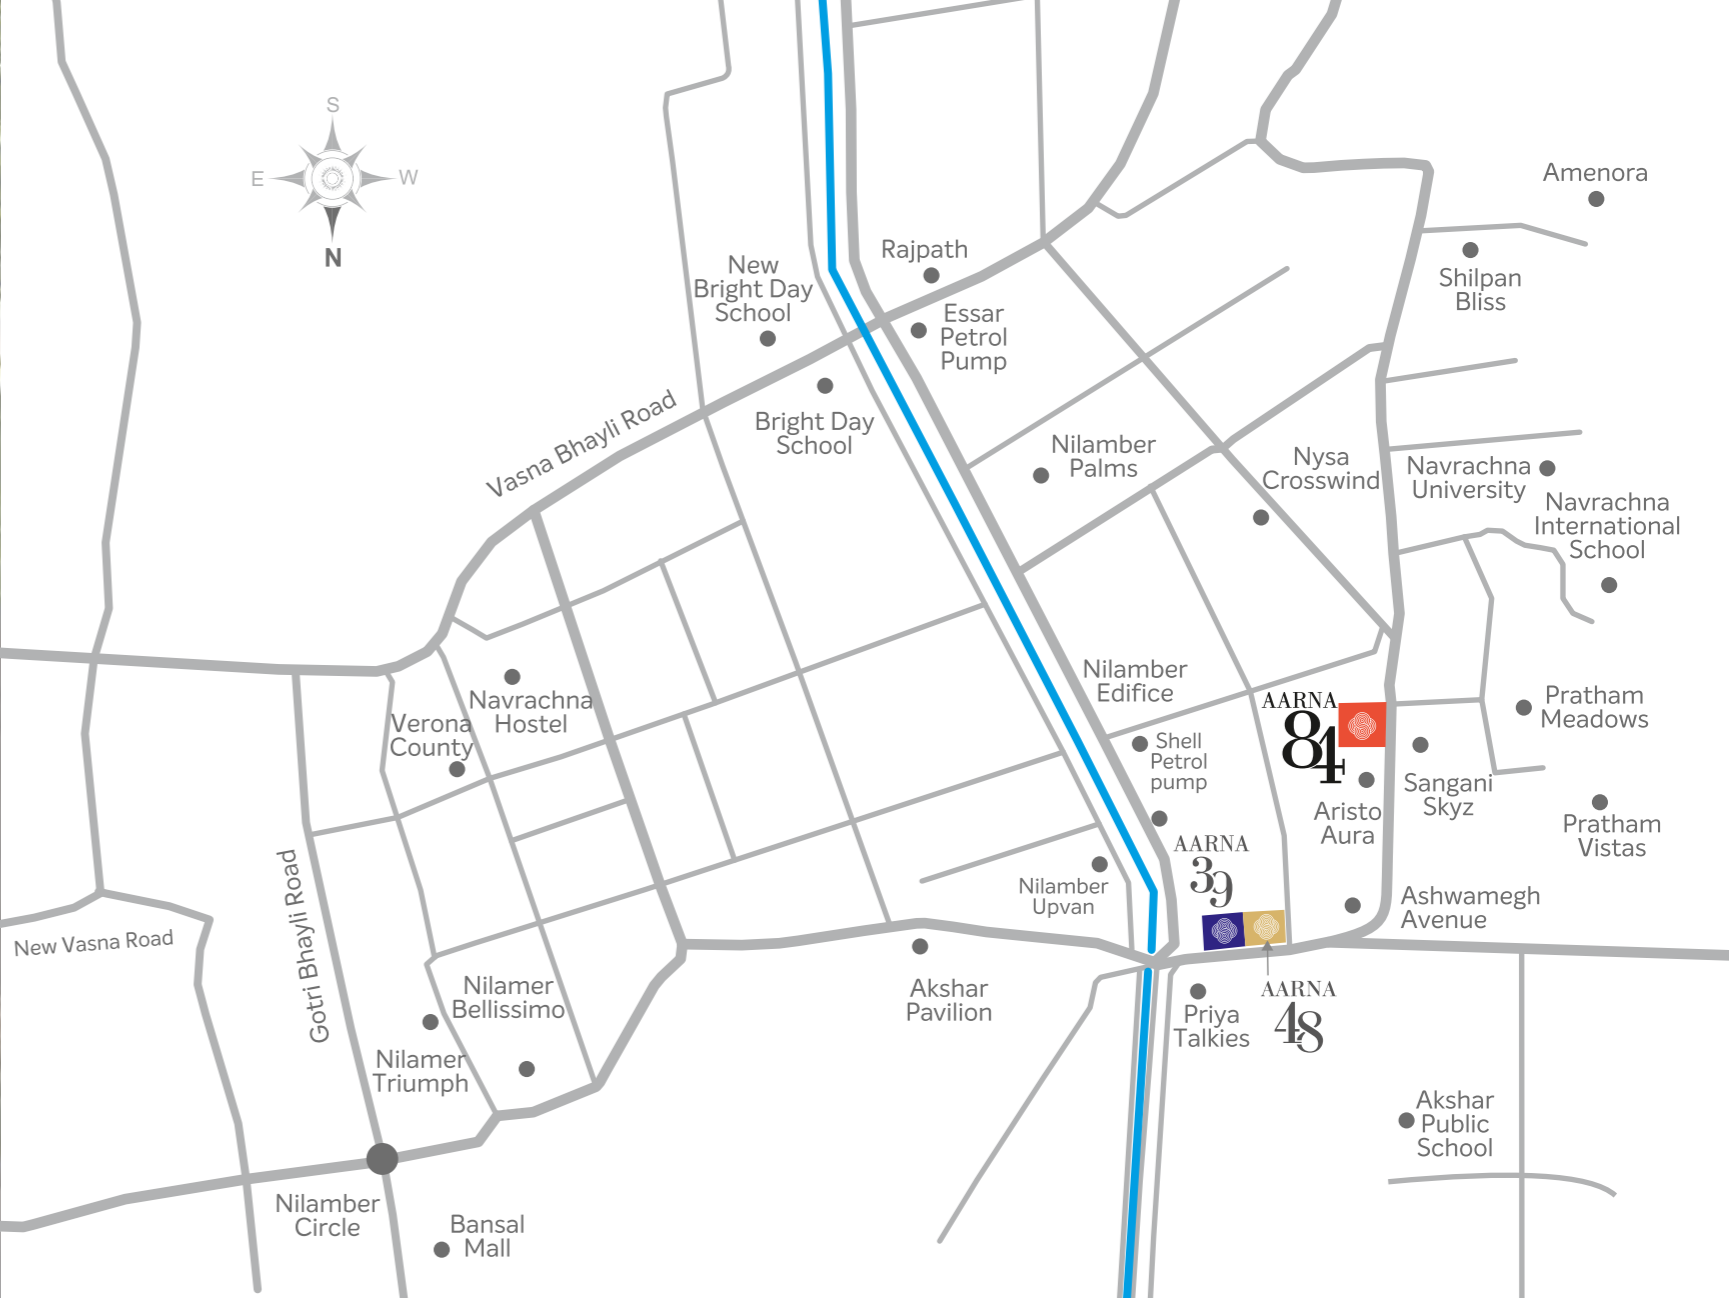 S
E
W
N
Amenora
Shilpan
Bliss
Rajpath
New
Bright Day
School
Essar
Petrol
Pump
Bright Day
School
Vasna Bhayli Road
Nilamber
Palms
Nysa
Crosswind
Navrachna
University
Navrachna
International
School
Nilamber
Edifice
AARNA
84
Pratham
Meadows
Navrachna
Hostel
Verona
County
Shell
Petrol
pump
Sangani
Skyz
Aristo
Aura
Pratham
Vistas
AARNA
39
Nilamber
Upvan
Ashwamegh
Avenue
Gotri Bhayli Road
New Vasna Road
Nilamer
Bellissimo
Akshar
Pavilion
AARNA
48
Priya
Talkies
Nilamer
Triumph
Akshar
Public
School
Nilamber
Circle
Bansal
Mall